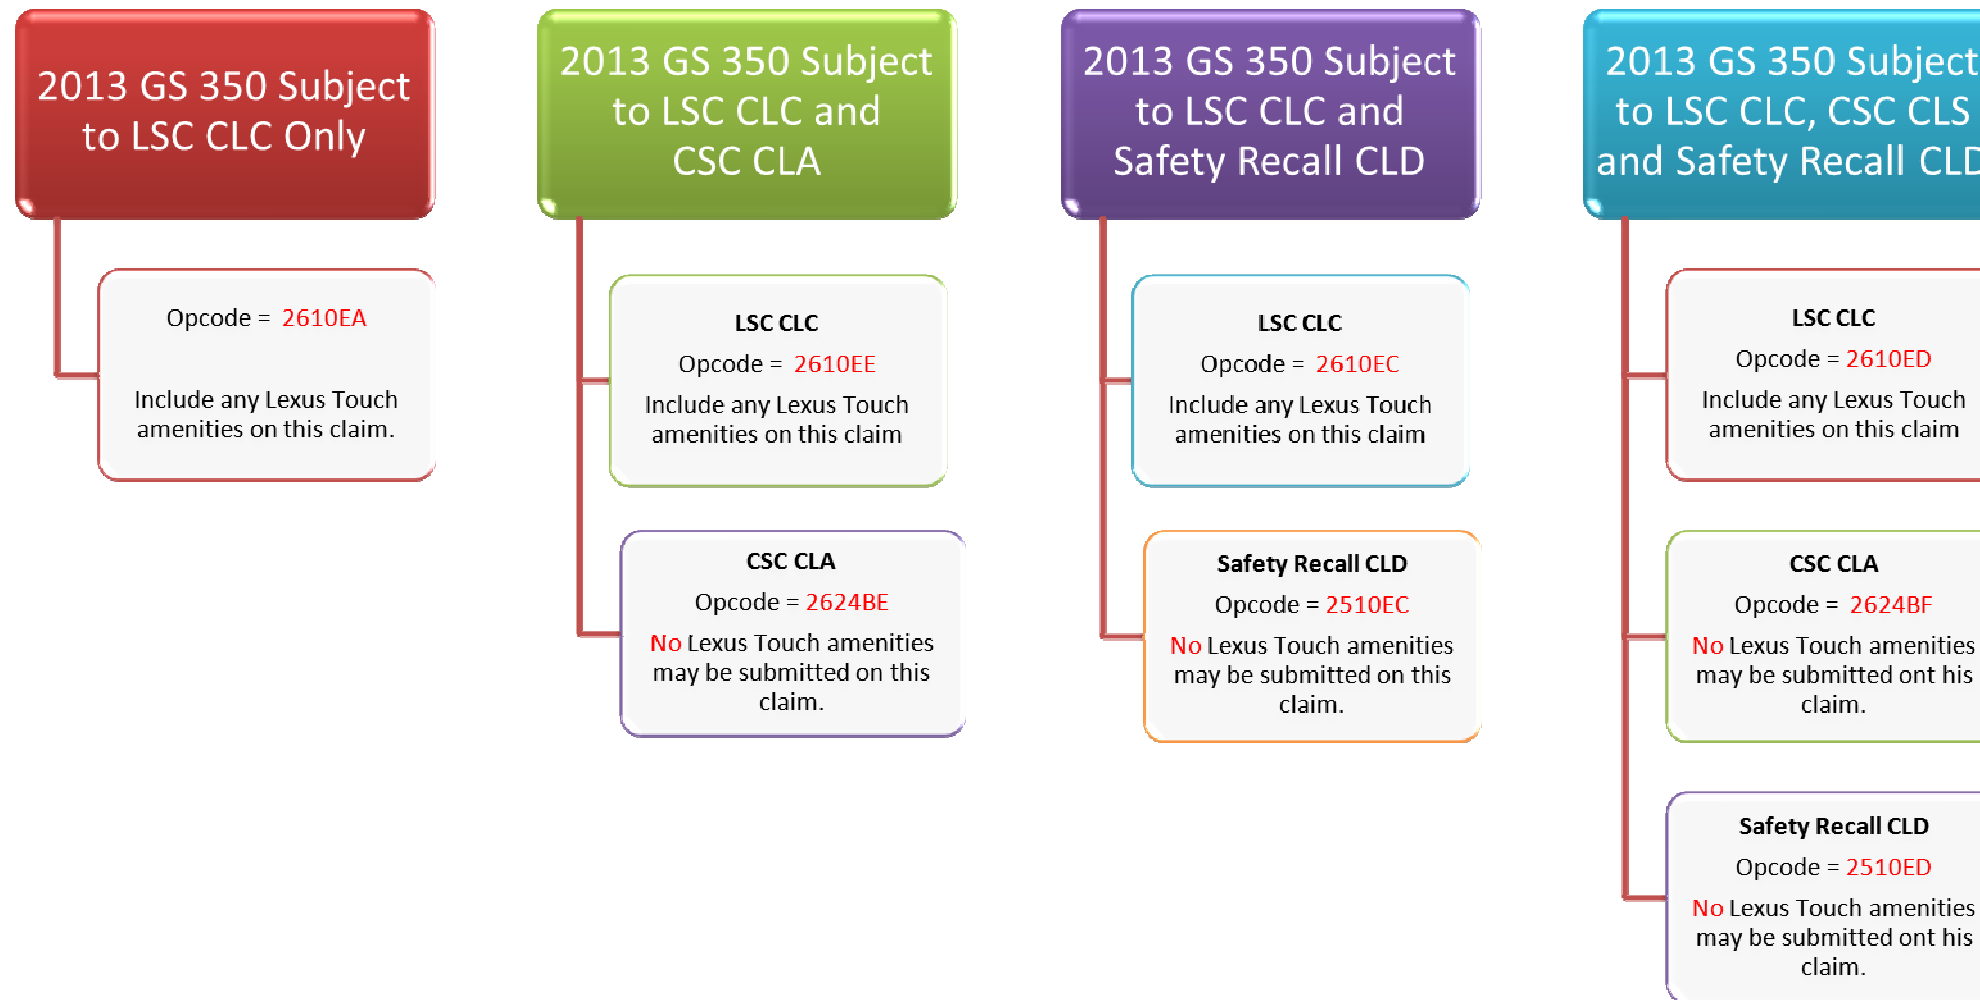 2013 GS 350 Subject
to LSC CLC Only
Opcode = 2610EA
Include any Lexus Touch
amenities on this claim.
2013 GS 350 Subject
to LSC CLC and
CSC CLA
LSC CLC
Opcode = 2610EE
Include any Lexus Touch
amenities on this claim
CSC CLA
Opcode = 2624BE
No Lexus Touch amenities
may be submitted on this
claim.
2013 GS 350 Subject
to LSC CLC and
Safety Recall CLD
LSC CLC
Opcode = 2610EC
Include any Lexus Touch
amenities on this claim
Safety Recall CLD
Opcode = 2510EC
No Lexus Touch amenities
may be submitted on this
claim.
2013 GS 350 Subject
to LSC CLC, CSC CLS
and Safety Recall CLD
LSC CLC
Opcode = 2610ED
Include any Lexus Touch
amenities on this claim
CSC CLA
Opcode = 2624BF
No Lexus Touch amenities
may be submitted ont his
claim.
Safety Recall CLD
Opcode = 2510ED
No Lexus Touch amenities
may be submitted ont his
claim.